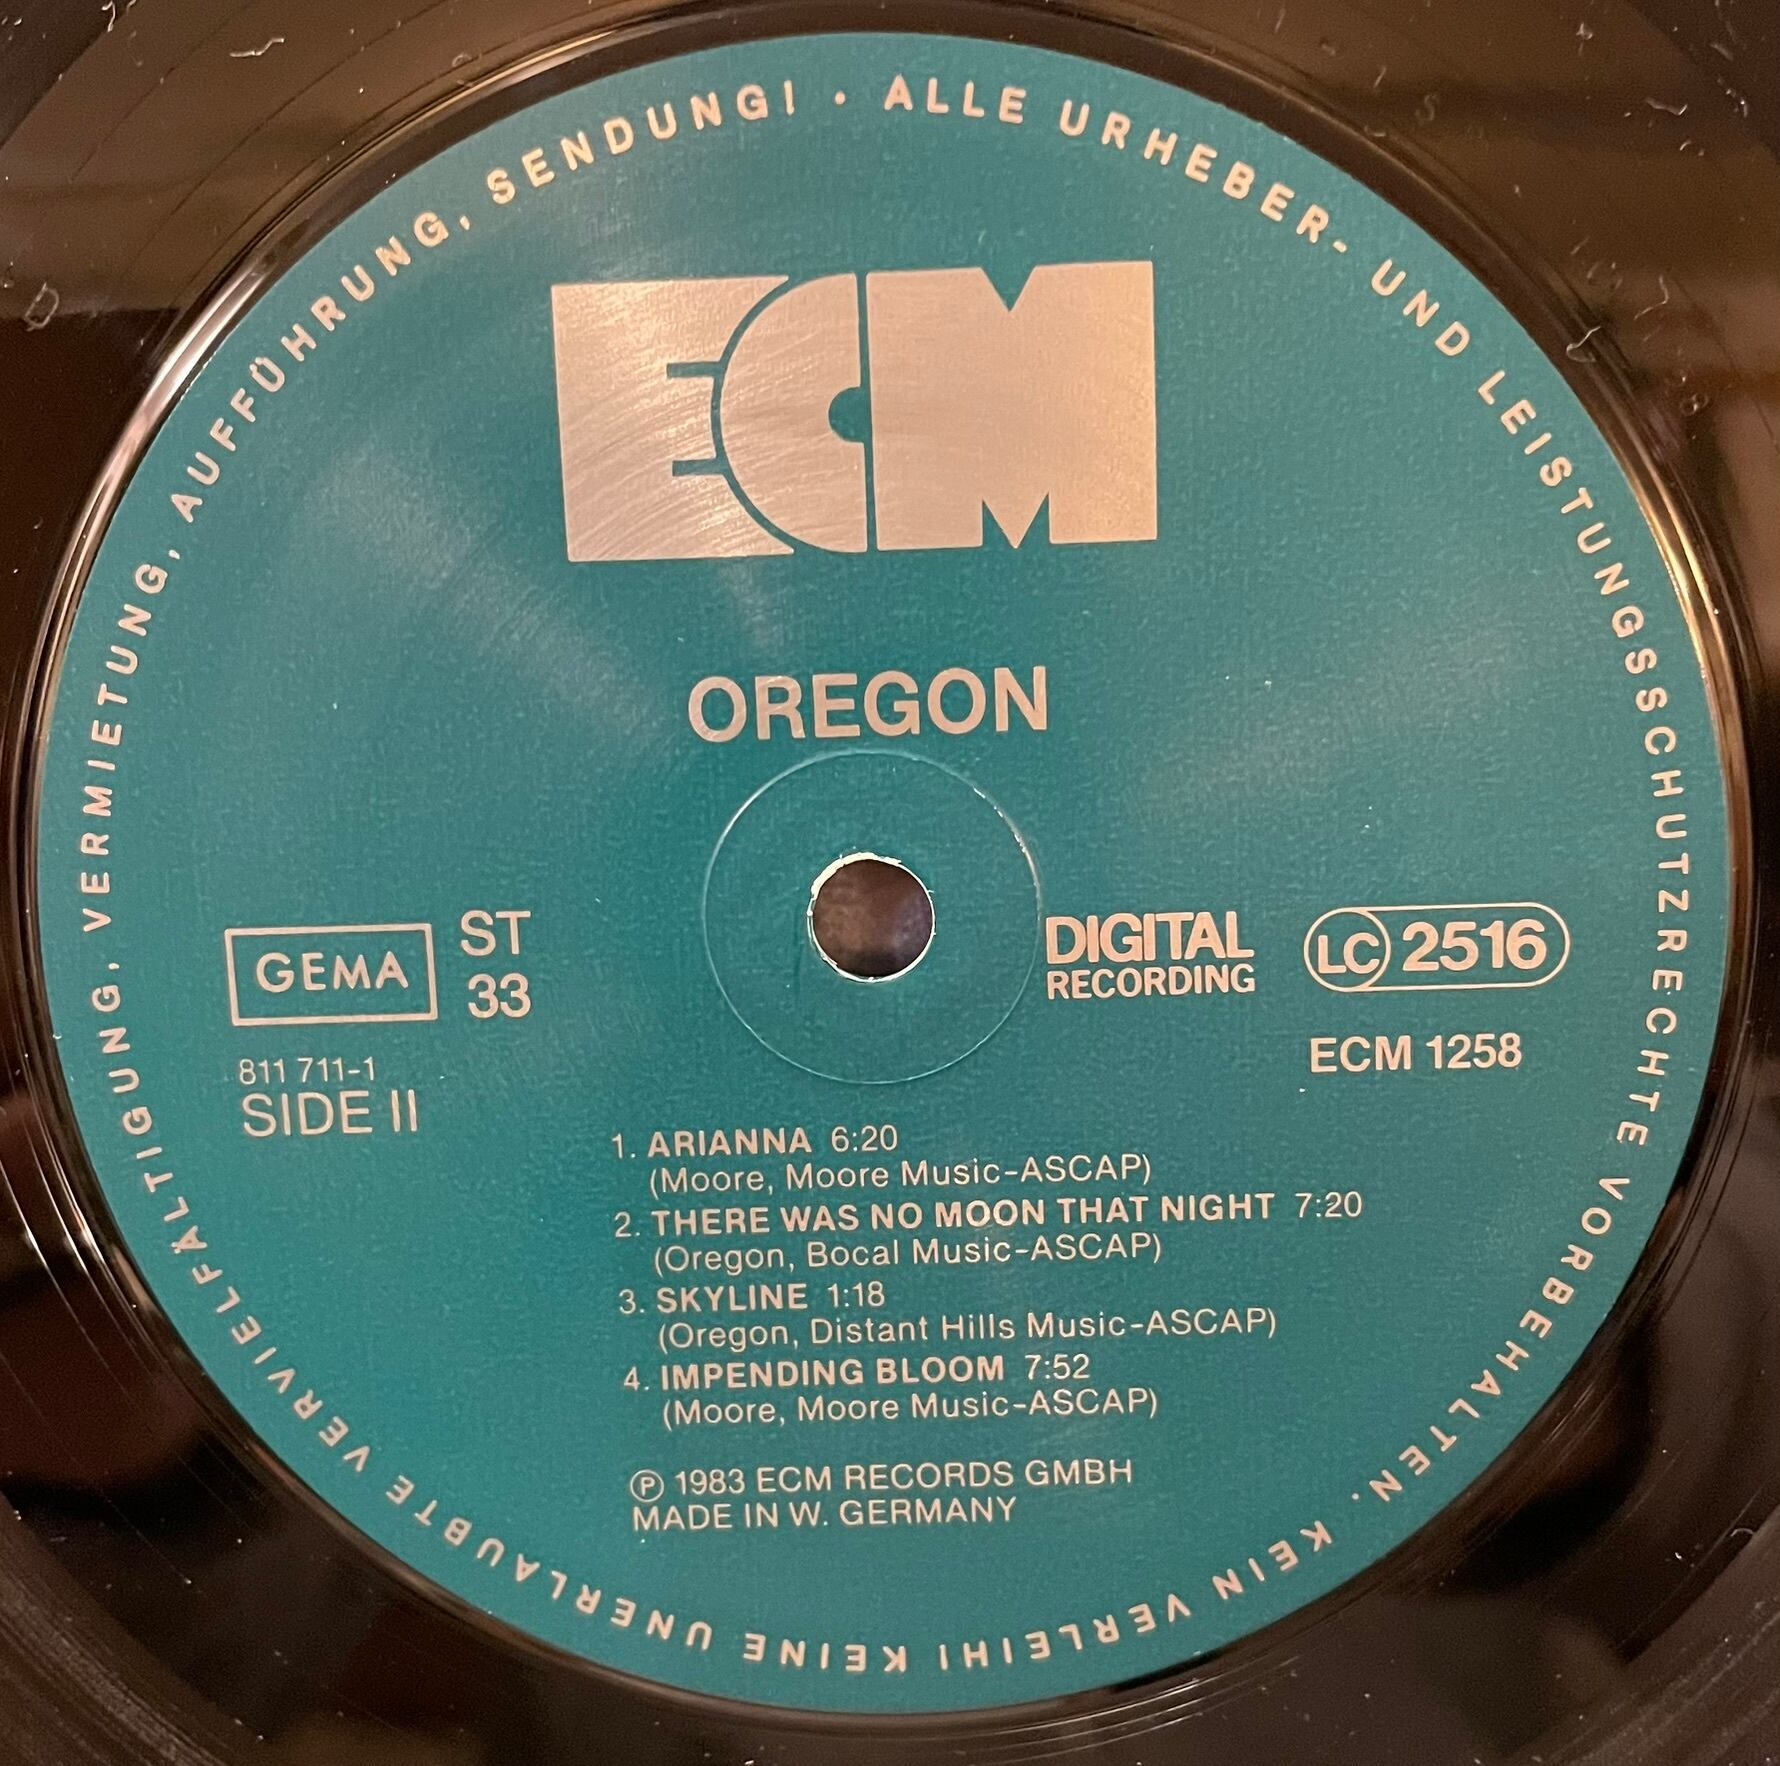 ALLE URHEBER- UND LEISTUNGSSCHUTZRECHTE VORBEHALTEN. KEIN VERLEIH! KEINE UNERLAUBTE VERVIELFÄLTIGUNG, VERMIETUNG, AUFFÜHRUNG, SENDUNG! ·
ECM
OREGON
GEMA
ST
33
DIGITAL
RECORDING
LC 2516
811 711-1
SIDE II
ECM 1258
1. ARIANNA 6:20
(Moore, Moore Music-ASCAP)
2. THERE WAS NO MOON THAT NIGHT 7:20
(Oregon, Bocal Music-ASCAP)
3. SKYLINE 1:18
(Oregon, Distant Hills Music-ASCAP)
4. IMPENDING BLOOM 7:52
(Moore, Moore Music-ASCAP)
℗ 1983 ECM RECORDS GMBH
MADE IN W. GERMANY